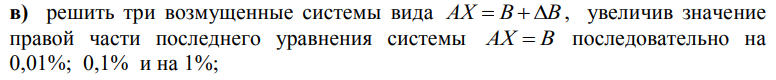 в) решить три возмущенные системы вида AX = B + ΔB, увеличив значение
правой части последнего уравнения системы AX = B последовательно на
0,01%; 0,1% и на 1%;